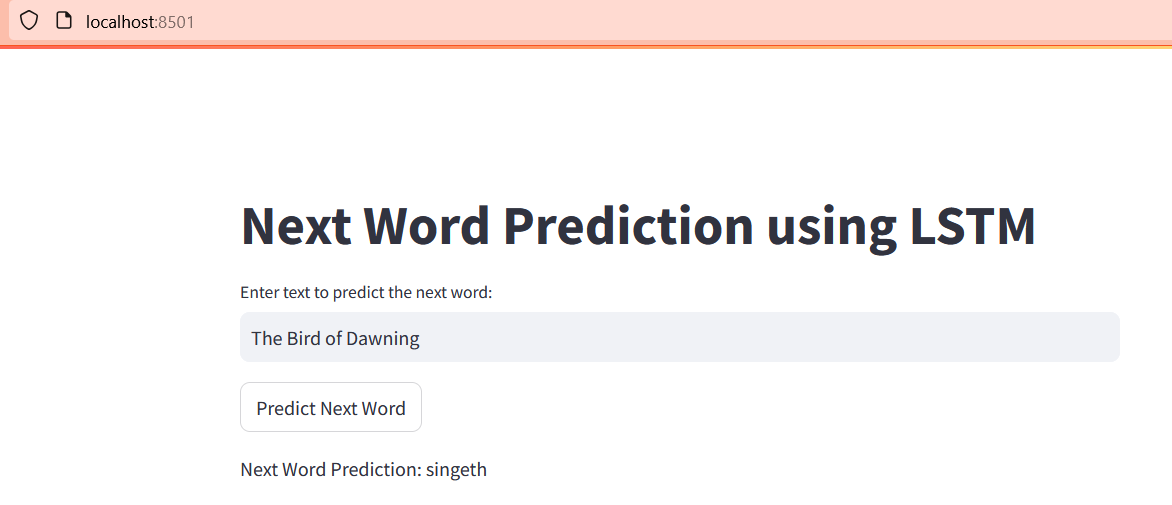 localhost:8501
Next Word Prediction using LSTM
Enter text to predict the next word:
The Bird of Dawning
Predict Next Word
Next Word Prediction: singeth